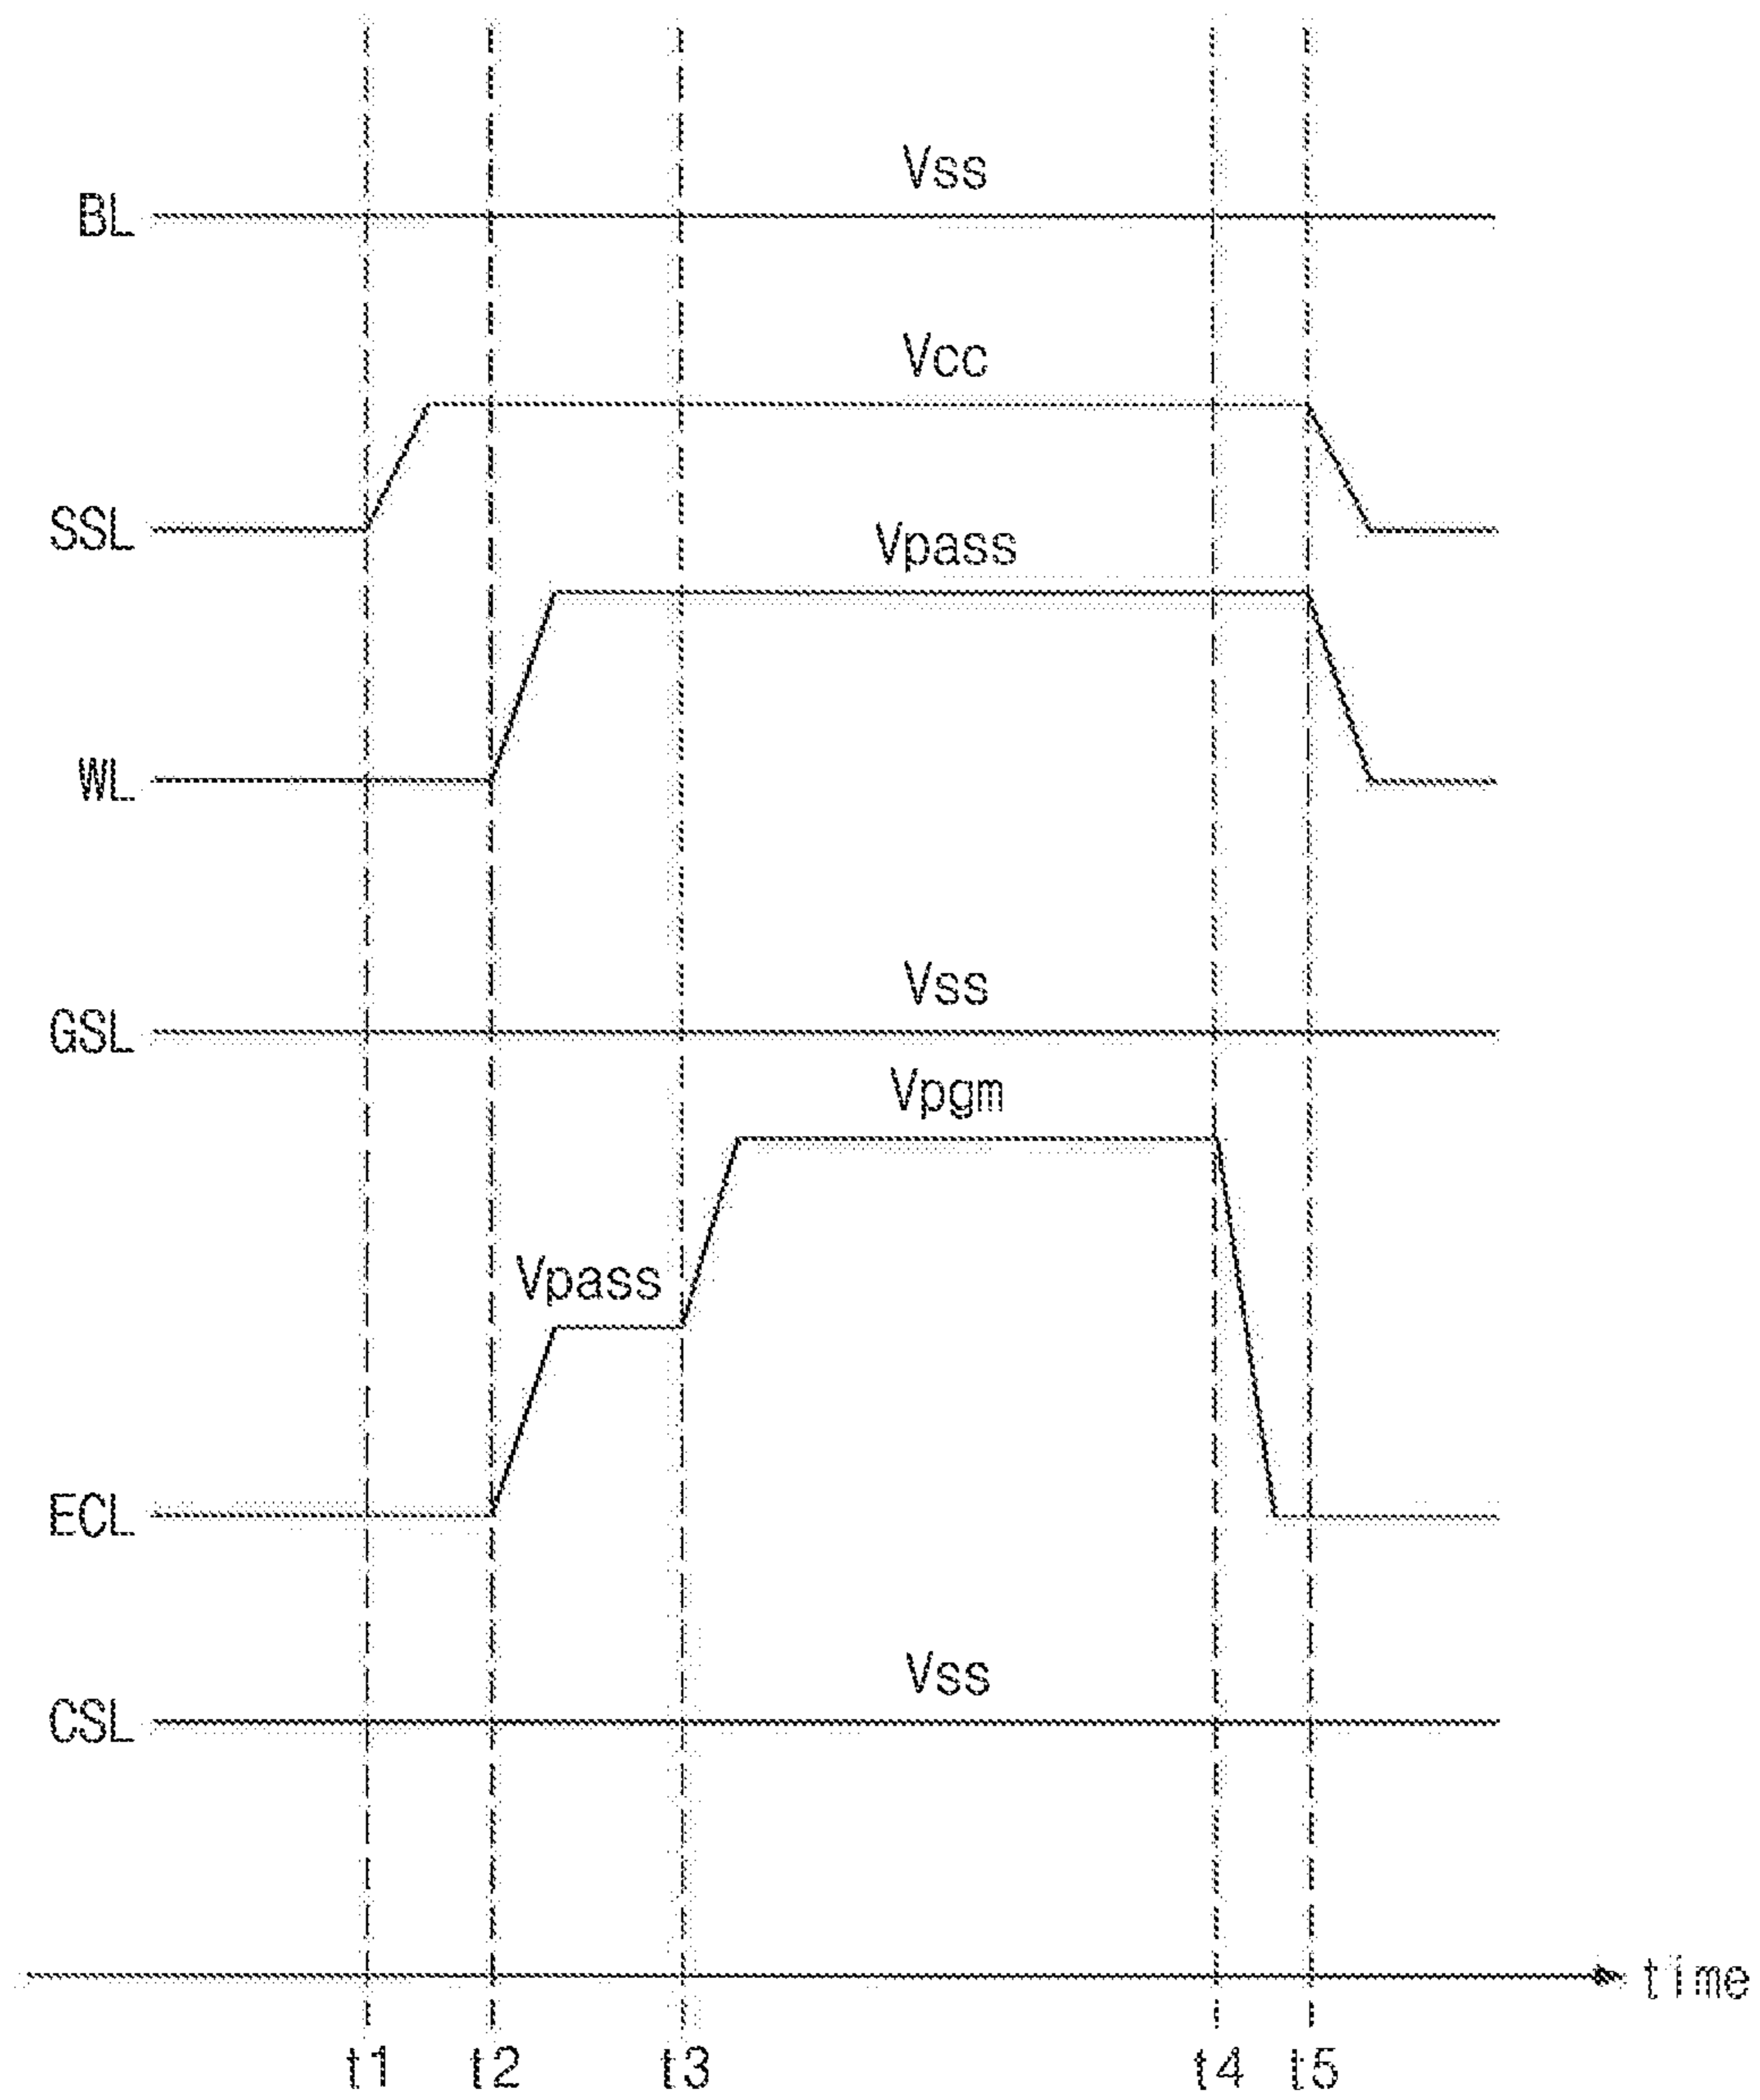 Vss
BL
Vcc
SSL
Vpass
WL
Vss
GSL
Vpgm
Vpass
ECL
Vss
CSL
time
t1 t2 t3 t4 t5